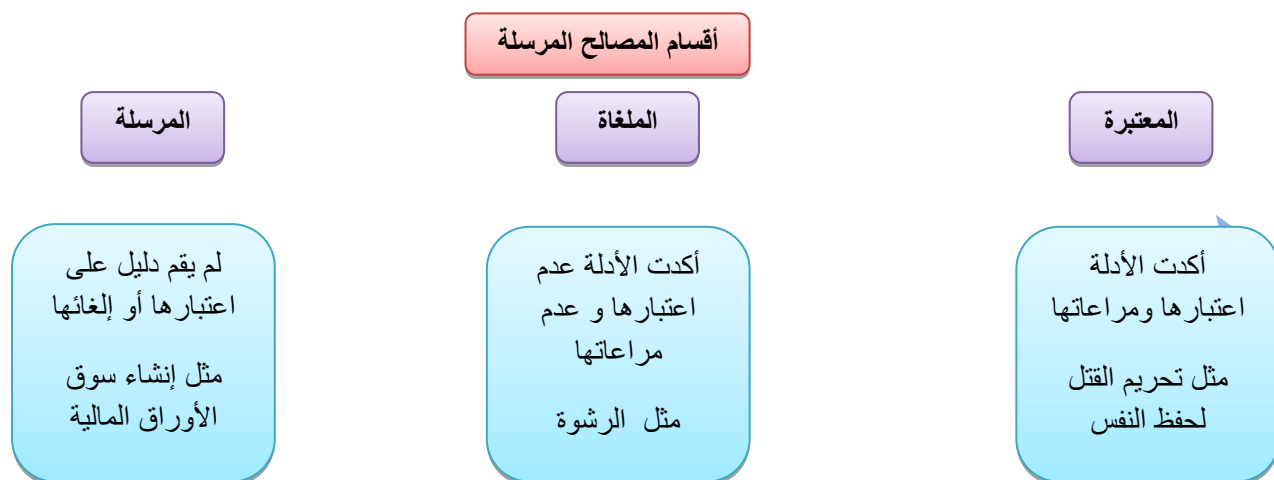 أقسام المصالح المرسلة
المعتبرة
الملغاة
المرسلة
أكدت الأدلة
اعتبارها ومراعاتها
مثل تحريم القتل
لحفظ النفس
أكدت الأدلة عدم
اعتبارها و عدم
مراعاتها
مثل الرشوة
لم يقم دليل على
اعتبارها أو إلغائها
مثل إنشاء سوق
الأوراق المالية